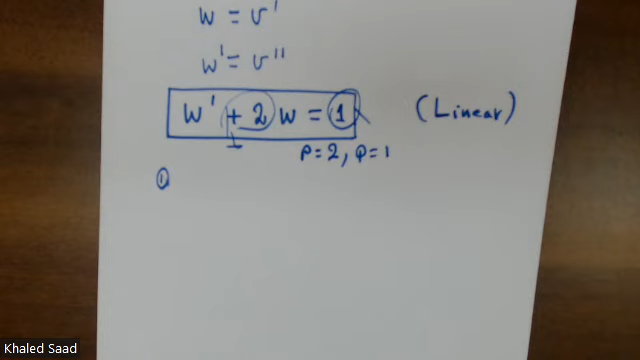 w = v'
w' = v''
w' + 2 w = 1 (Linear)
P=2, Q=1
①
Khaled Saad